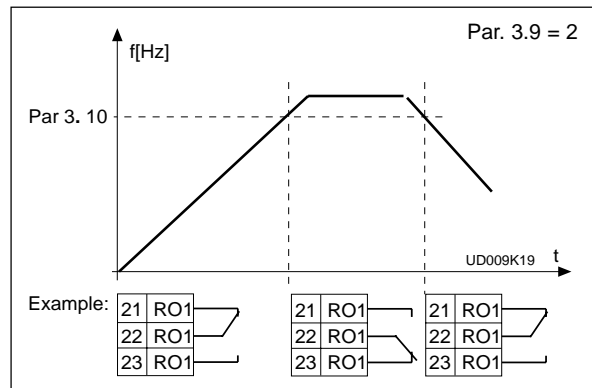 Par. 3.9 = 2
f[Hz]
Par 3. 10
UD009K19
t
Example:
21 RO1
22 RO1
23 RO1
21 RO1
22 RO1
23 RO1
21 RO1
22 RO1
23 RO1